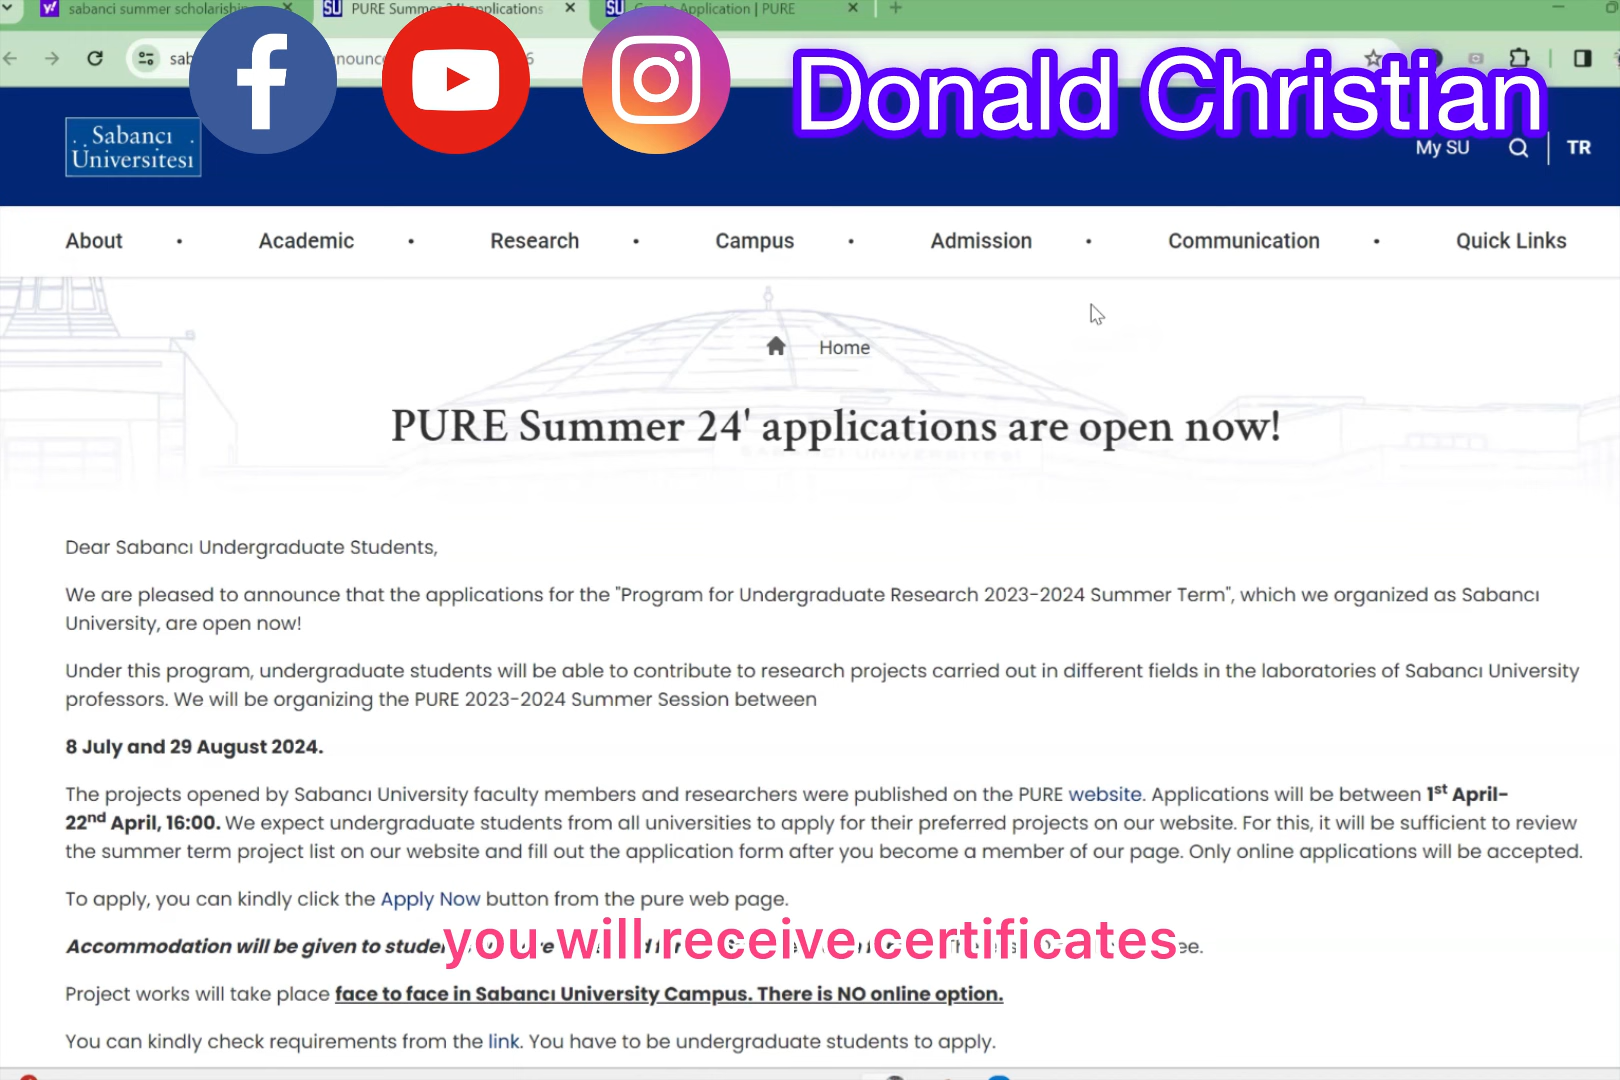 sabanci summer scholarship
PURE Summer 24' applications
Application | PURE
Donald Christian
Sabancı
Üniversitesi
My SU
TR
About • Academic • Research • Campus • Admission • Communication • Quick Links
Home
PURE Summer 24' applications are open now!
Dear Sabancı Undergraduate Students,
We are pleased to announce that the applications for the "Program for Undergraduate Research 2023-2024 Summer Term", which we organized as Sabancı
University, are open now!
Under this program, undergraduate students will be able to contribute to research projects carried out in different fields in the laboratories of Sabancı University
professors. We will be organizing the PURE 2023-2024 Summer Session between
8 July and 29 August 2024.
The projects opened by Sabancı University faculty members and researchers were published on the PURE website. Applications will be between 1st April-
22nd April, 16:00. We expect undergraduate students from all universities to apply for their preferred projects on our website. For this, it will be sufficient to review
the summer term project list on our website and fill out the application form after you become a member of our page. Only online applications will be accepted.
To apply, you can kindly click the Apply Now button from the pure web page.
Accommodation will be given to
you will receive certificates
Project works will take place face to face in Sabancı University Campus. There is NO online option.
You can kindly check requirements from the link. You have to be undergraduate students to apply.